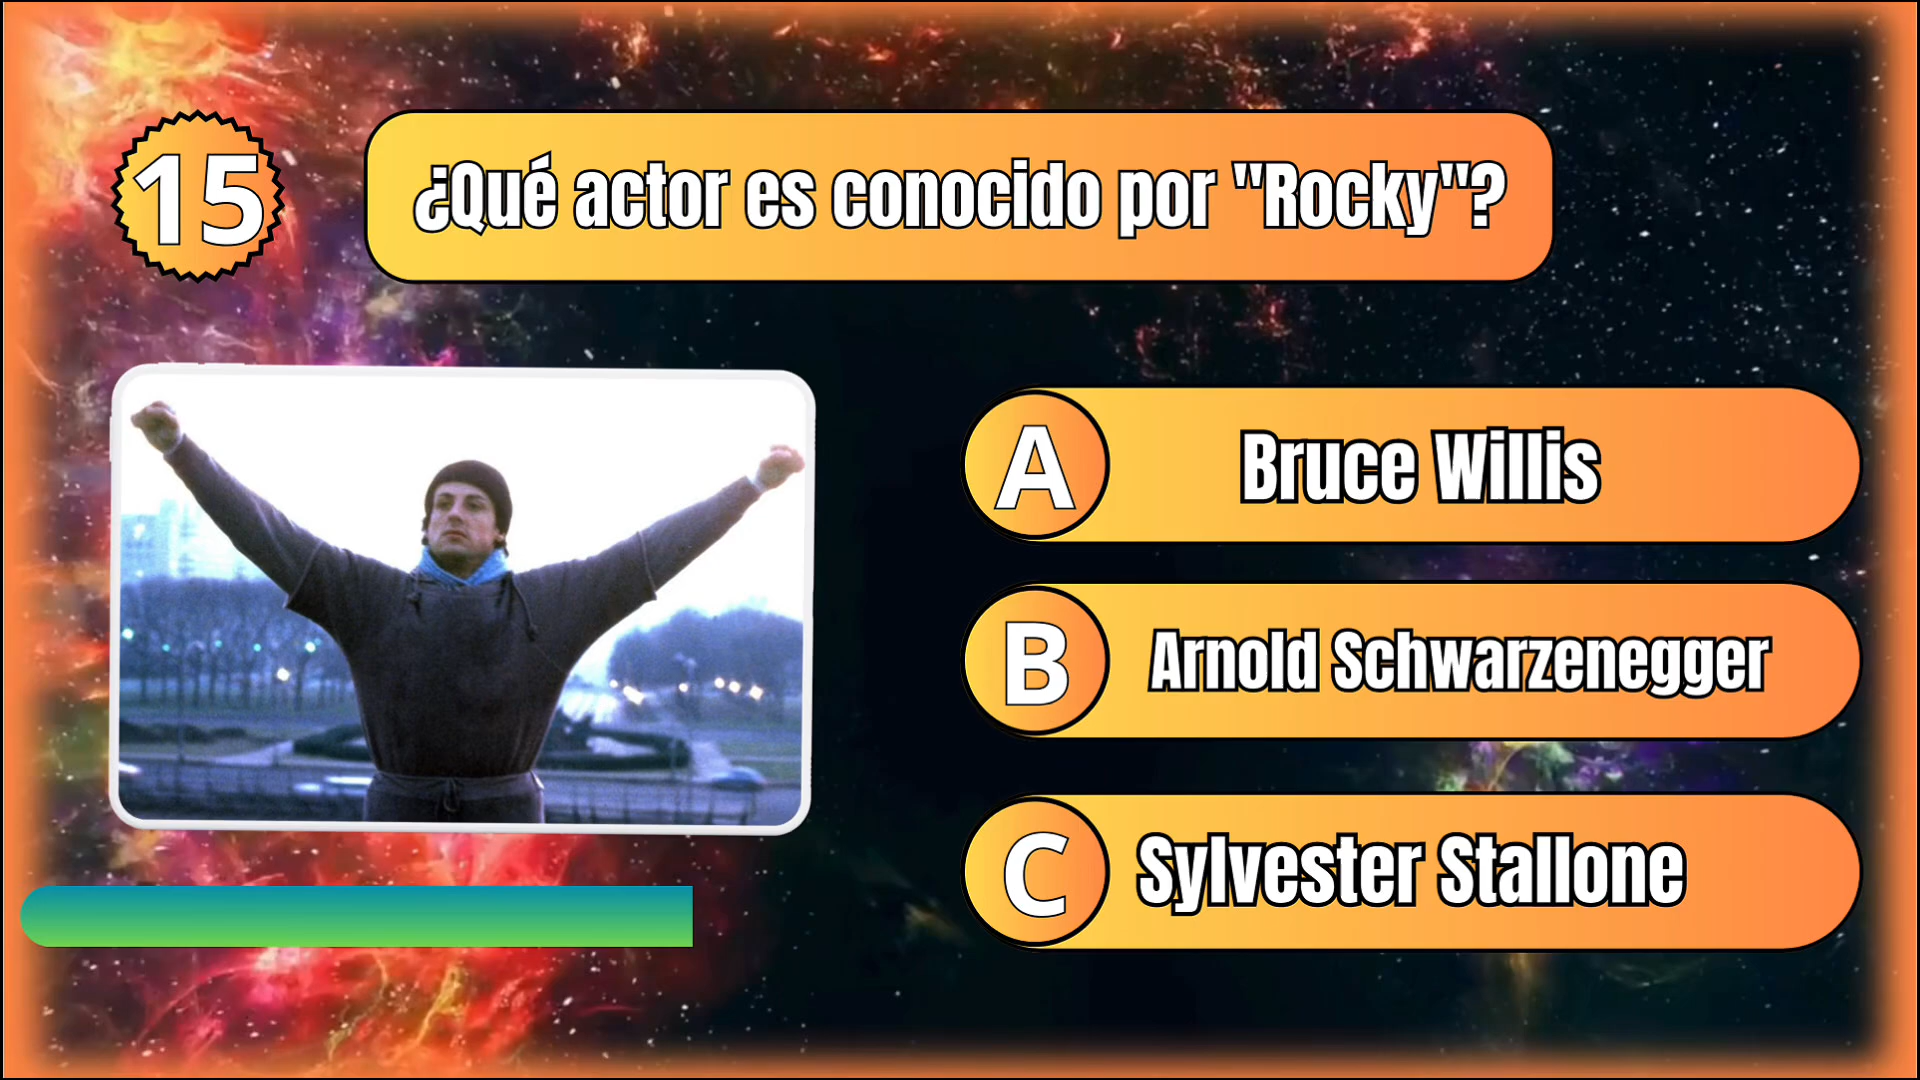 15
¿Qué actor es conocido por "Rocky"?
A Bruce Willis
B Arnold Schwarzenegger
C Sylvester Stallone